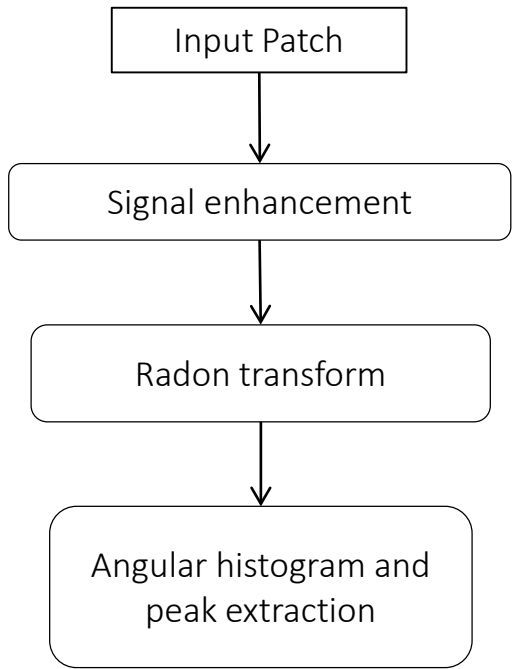 Input Patch
Signal enhancement
Radon transform
Angular histogram and
peak extraction